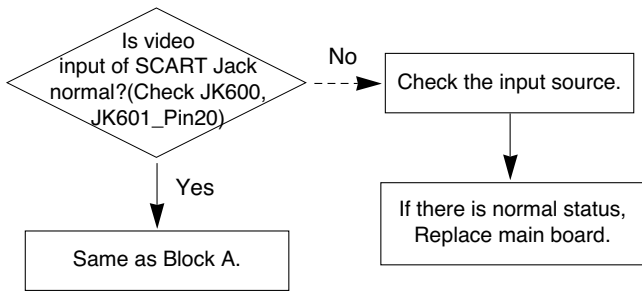 Is video
input of SCART Jack
normal?(Check JK600,
JK601_Pin20)
No
Check the input source.
If there is normal status,
Replace main board.
Yes
Same as Block A.